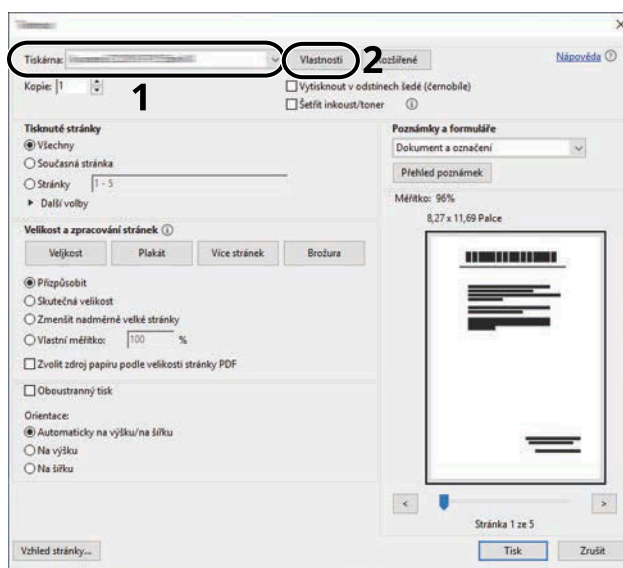 Tiskárna:
Vlastnosti
2
Rozšířené
Nápověda
Kopie: 1
1
Vytisknout v odstínech šedé (černobíle)
Šetřit inkoust/toner
Tisknuté stránky
Všechny
Současná stránka
Stránky 1 - 5
Další volby
Velikost a zpracování stránek
Velikost Plakát Více stránek Brožura
Přizpůsobit
Skutečná velikost
Zmenšit nadměrné velké stránky
Vlastní měřítko: 100 %
Zvolit zdroj papíru podle velikosti stránky PDF
Oboustranný tisk
Orientace:
Automaticky na výšku/na šířku
Na výšku
Na šířku
Poznámky a formuláře
Dokument a označení
Přehled poznámek
Měřítko: 96%
8,27 x 11,69 Palce
< >
Stránka 1 ze 5
Vzhled stránky...
Tisk Zrušit